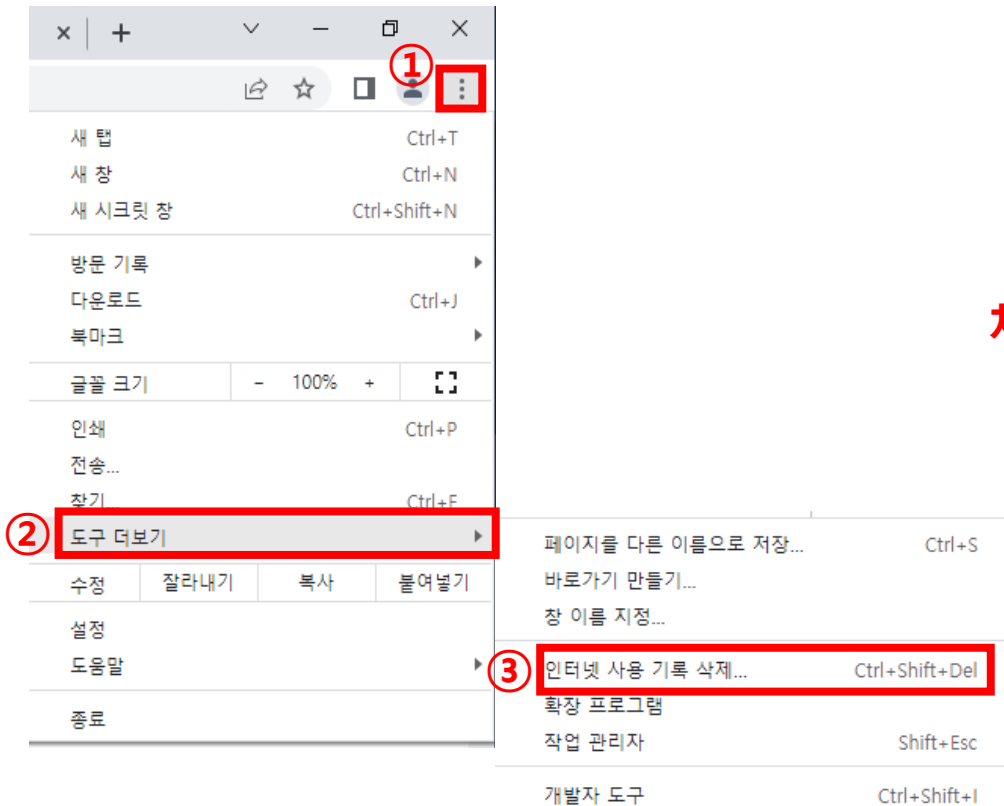 ①
새 탭 Ctrl+T
새 창 Ctrl+N
새 시크릿 창 Ctrl+Shift+N
방문 기록
다운로드 Ctrl+J
북마크
글꼴 크기 - 100% +
인쇄 Ctrl+P
전송...
찾기... Ctrl+F
② 도구 더보기
수정 잘라내기 복사 붙여넣기
설정
도움말
종료
페이지를 다른 이름으로 저장... Ctrl+S
바로가기 만들기...
창 이름 지정...
③ 인터넷 사용 기록 삭제... Ctrl+Shift+Del
확장 프로그램
작업 관리자 Shift+Esc
개발자 도구 Ctrl+Shift+I